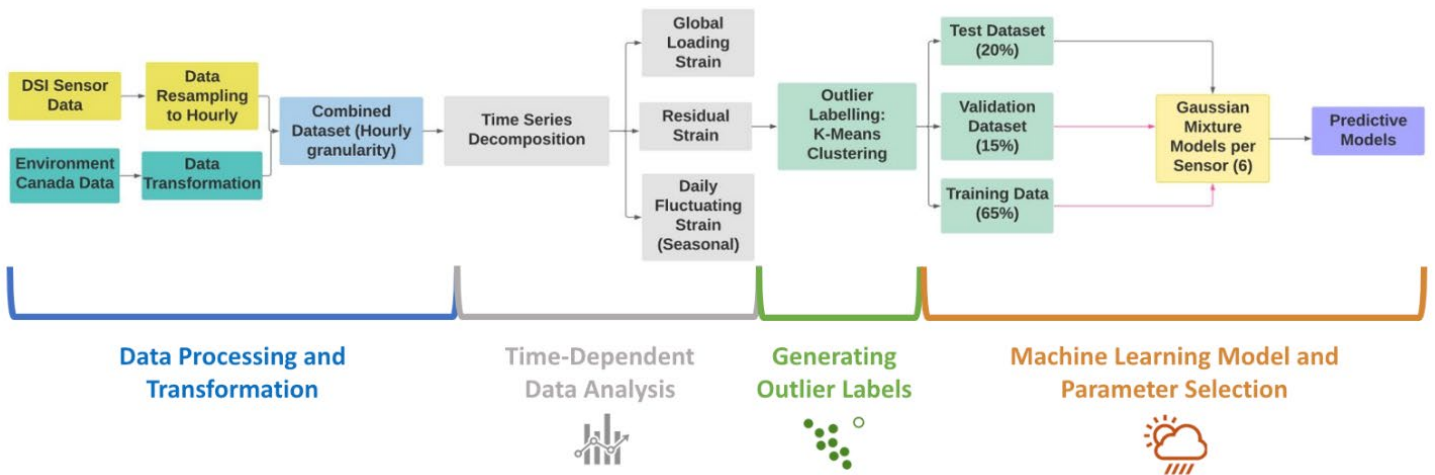 DSI Sensor
Data
Data
Resampling
to Hourly
Environment
Canada Data
Data
Transformation
Combined
Dataset (Hourly
granularity)
Time Series
Decomposition
Global
Loading
Strain
Residual
Strain
Daily
Fluctuating
Strain
(Seasonal)
Outlier
Labelling:
K-Means
Clustering
Test Dataset
(20%)
Validation
Dataset
(15%)
Training Data
(65%)
Gaussian
Mixture
Models per
Sensor (6)
Predictive
Models
Data Processing and
Transformation
Time-Dependent
Data Analysis
Generating
Outlier Labels
Machine Learning Model and
Parameter Selection